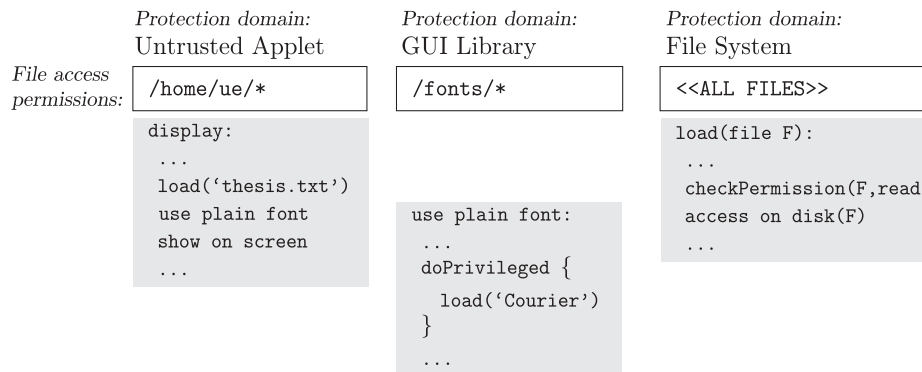 Protection domain:
Untrusted Applet
Protection domain:
GUI Library
Protection domain:
File System
File access
permissions:
/home/ue/*
/fonts/*
<<ALL FILES>>
display:
...
load(‘thesis.txt’)
use plain font
show on screen
...
use plain font:
...
doPrivileged {
load(‘Courier’)
}
...
load(file F):
...
checkPermission(F,read
access on disk(F)
...